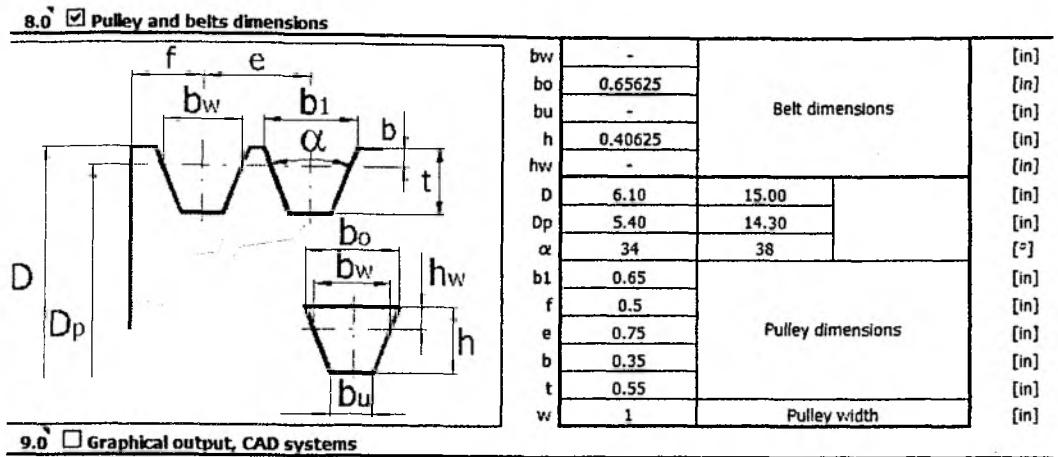 8.0 ☑ Pulley and belts dimensions
f e
bw b1 b
α
t
bo
bw hw
D
Dp
h
bu
bw - [in]
bo 0.65625 [in]
bu - Belt dimensions [in]
h 0.40625 [in]
hw - [in]
D 6.10 15.00 [in]
Dp 5.40 14.30 [in]
α 34 38 [°]
b1 0.65 [in]
f 0.5 [in]
e 0.75 Pulley dimensions [in]
b 0.35 [in]
t 0.55 [in]
w 1 Pulley width [in]
9.0 ☐ Graphical output, CAD systems